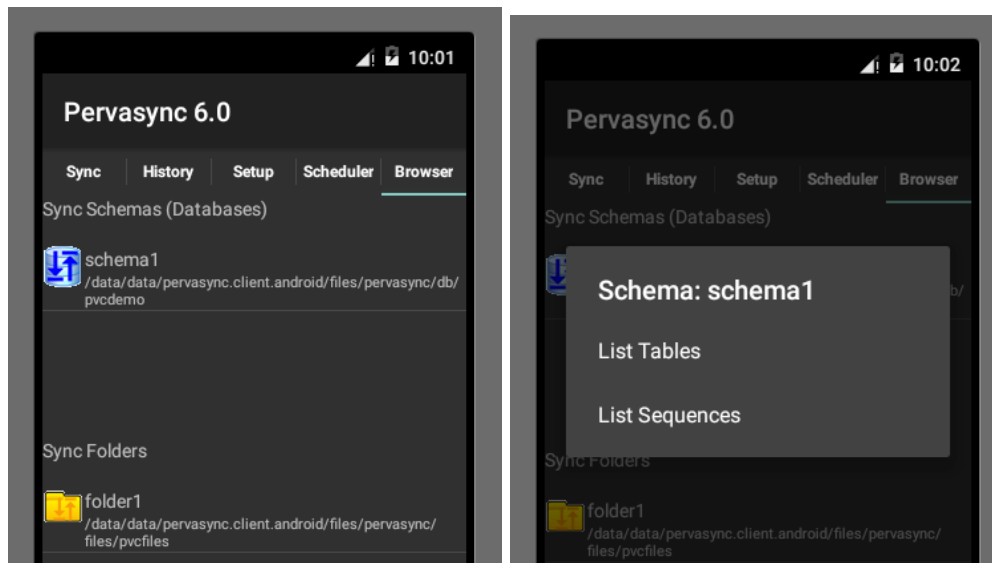 10:01
Pervasync 6.0
Sync History Setup Scheduler Browser
Sync Schemas (Databases)
schema1
/data/data/pervasync.client.android/files/pervasync/db/
pvcdemo
Sync Folders
folder1
/data/data/pervasync.client.android/files/pervasync/
files/pvcfiles
10:02
Pervasync 6.0
Sync History Setup Scheduler Browser
Sync Schemas (Databases)
b/
Schema: schema1
List Tables
List Sequences
Sync Folders
folder1
/data/data/pervasync.client.android/files/pervasync/
files/pvcfiles